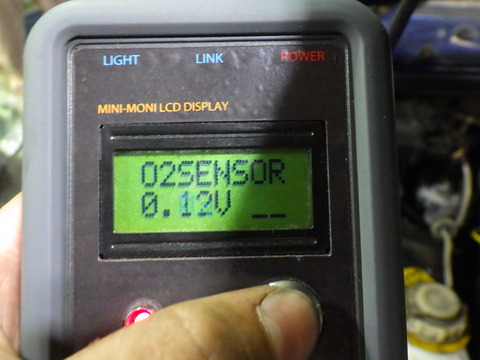 LIGHT LINK POWER
MINI-MONI LCD DISPLAY
O2SENSOR
0.12V __